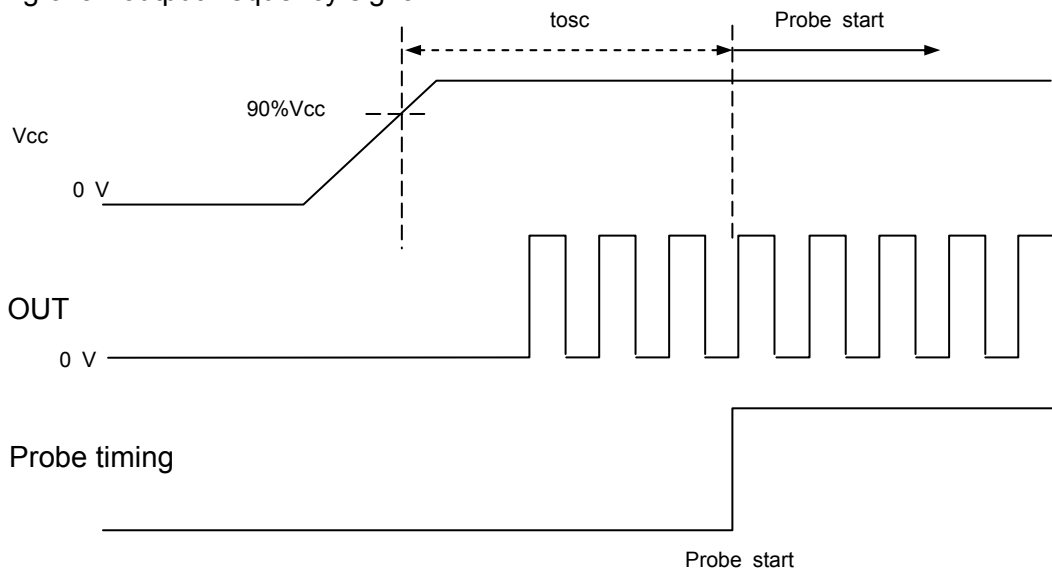 tosc
Probe start
90%Vcc
Vcc
0 V
OUT
0 V
Probe timing
Probe start